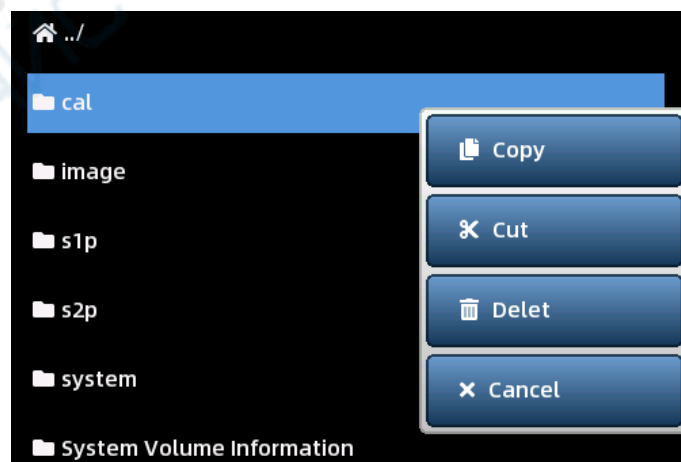 ../
cal
Copy
image
Cut
s1p
s2p
Delet
system
Cancel
System Volume Information